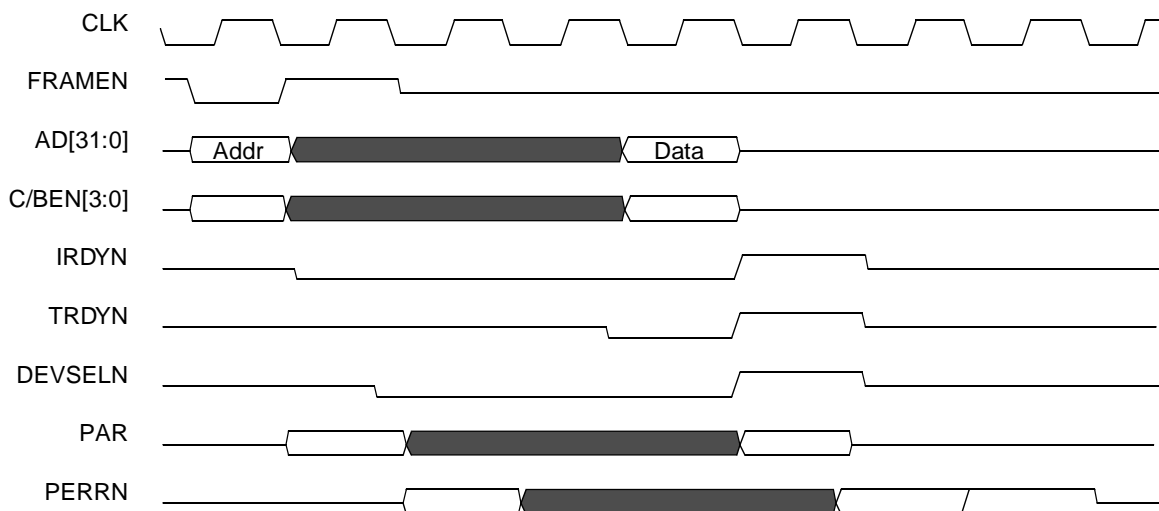 CLK
FRAMEN
AD[31:0]
Addr
Data
C/BEN[3:0]
IRDYN
TRDYN
DEVSELN
PAR
PERRN